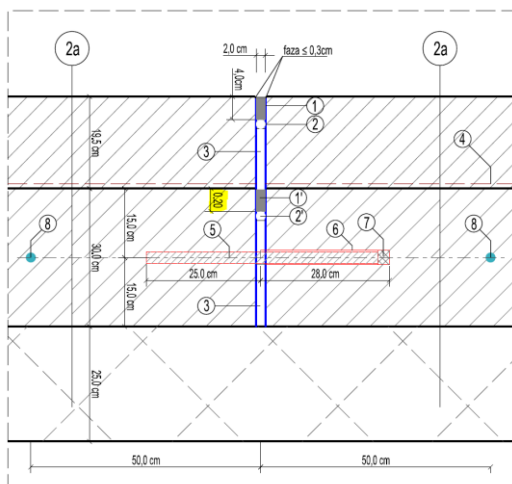 2a
2,0 cm
faza ≤ 0,3cm
2a
4,0cm
1
2
19,5 cm
3
4
0,20
1'
2'
15,0 cm
8
5
6
7
8
30,0 cm
25,0 cm
28,0 cm
15,0 cm
3
25,0 cm
50,0 cm
50,0 cm